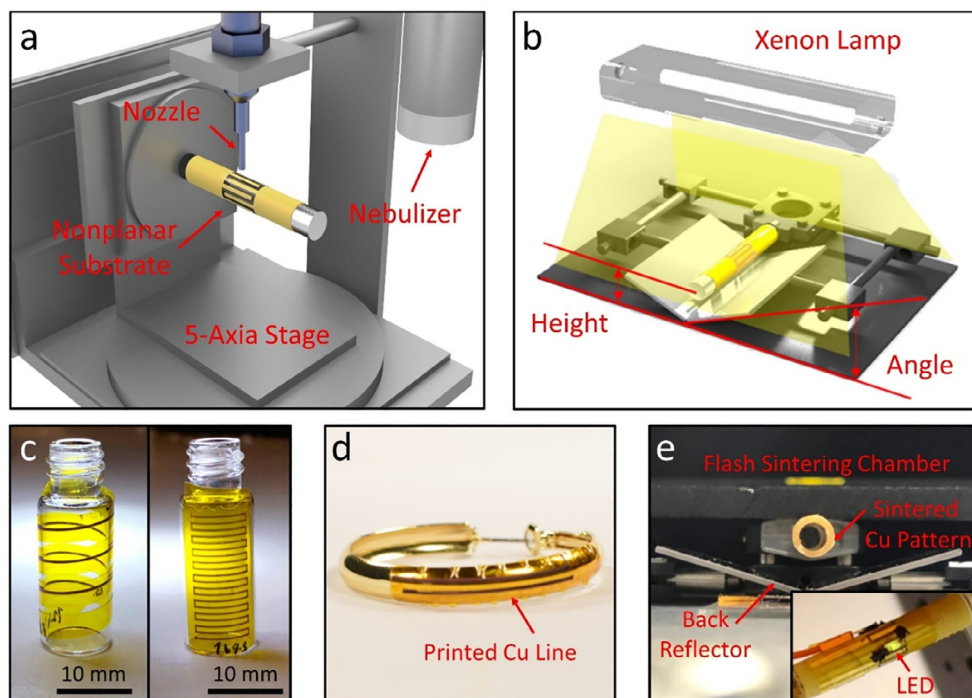 a
Nozzle
Nonplanar
Substrate
Nebulizer
5-Axia Stage
b
Xenon Lamp
Height
Angle
c
10 mm
10 mm
d
Printed Cu Line
e
Flash Sintering Chamber
Sintered
Cu Pattern
Back
Reflector
LED